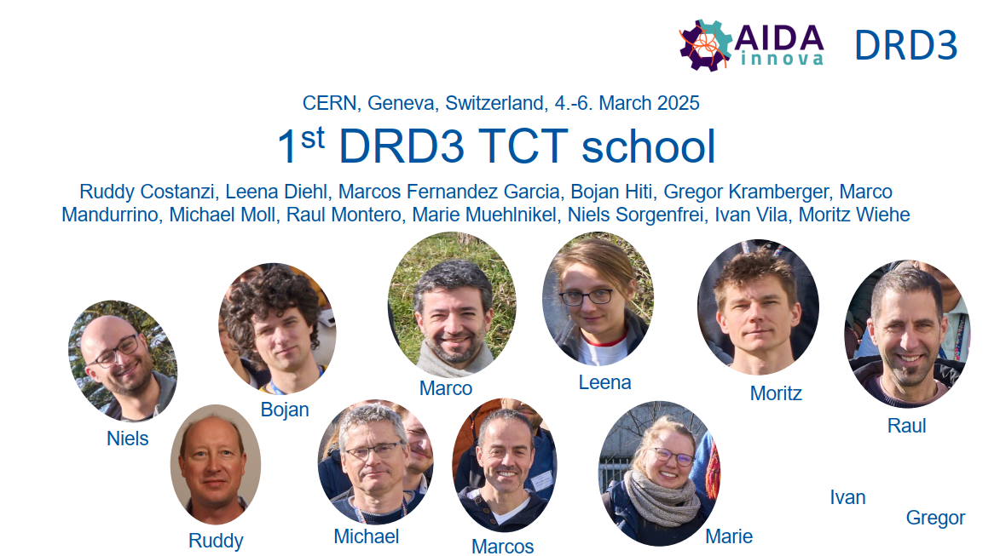 AIDA
innova
DRD3
CERN, Geneva, Switzerland, 4.-6. March 2025
1st DRD3 TCT school
Ruddy Costanzi, Leena Diehl, Marcos Fernandez Garcia, Bojan Hiti, Gregor Kramberger, Marco
Mandurrino, Michael Moll, Raul Montero, Marie Muehlnikel, Niels Sorgenfrei, Ivan Vila, Moritz Wiehe
Niels
Bojan
Marco
Leena
Moritz
Raul
Ruddy
Michael
Marcos
Marie
Ivan
Gregor